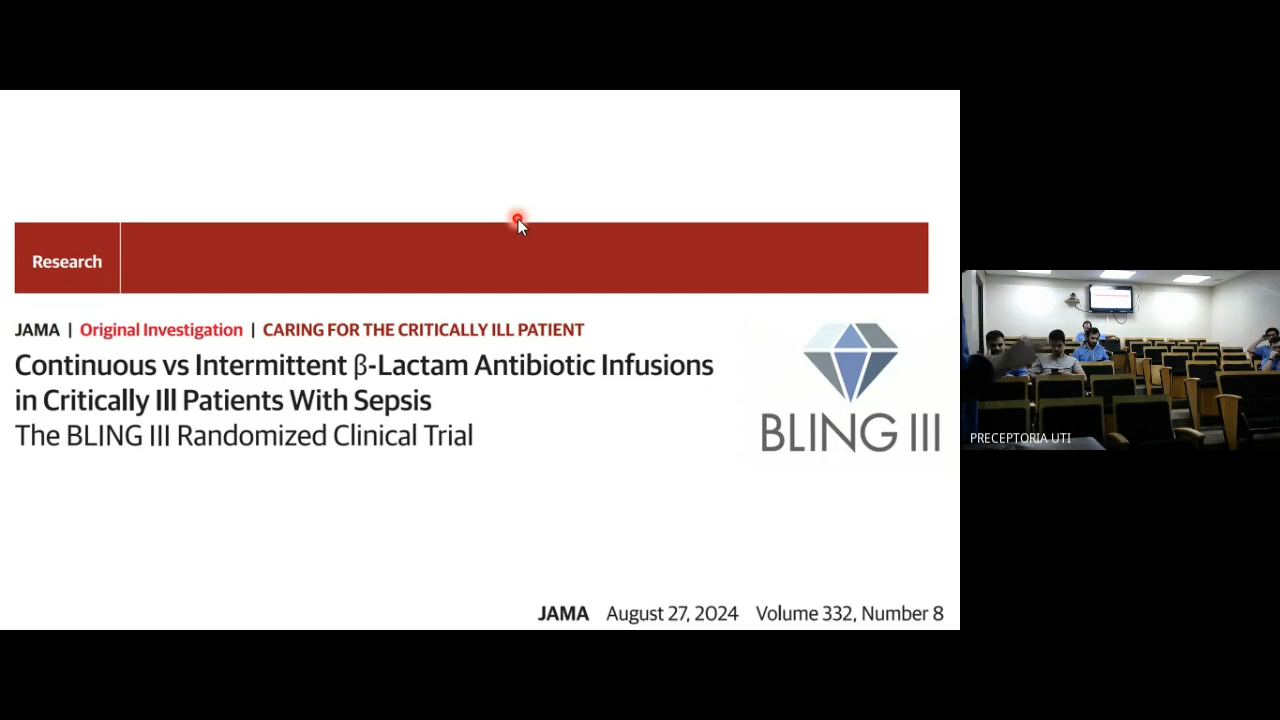 Research
JAMA | Original Investigation | CARING FOR THE CRITICALLY ILL PATIENT
Continuous vs Intermittent β-Lactam Antibiotic Infusions
in Critically Ill Patients With Sepsis
The BLING III Randomized Clinical Trial
BLING III
JAMA August 27, 2024 Volume 332, Number 8
PRECEPTORIA UTI